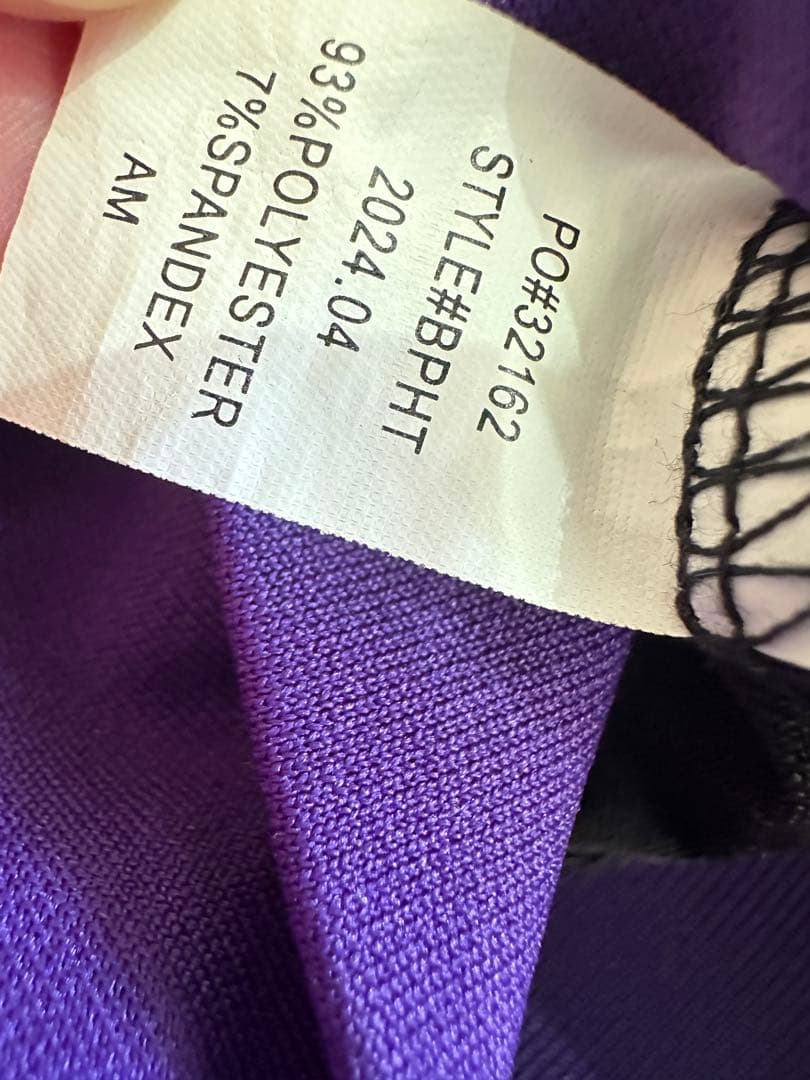 PO#32162
STYLE#BPHT
2024.04
93%POLYESTER
7%SPANDEX
AM